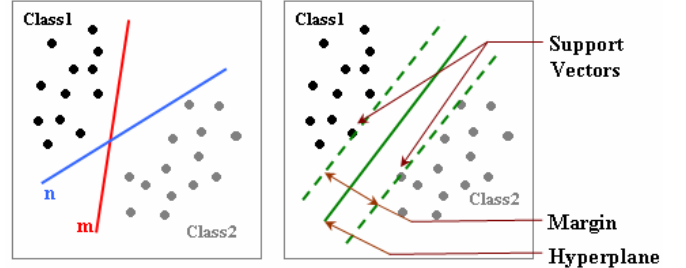 Class1
n
m
Class2
Class1
Support
Vectors
Class2
Margin
Hyperplane